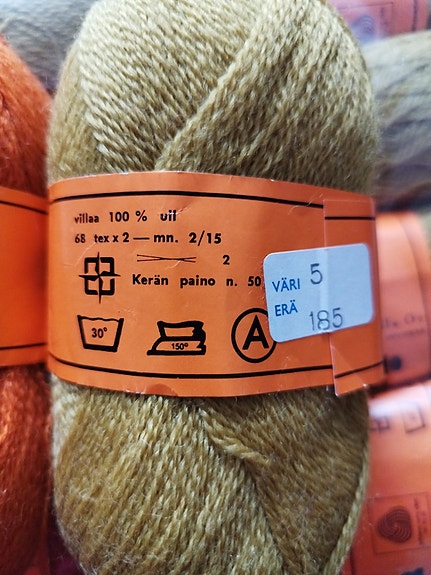 villaa 100 % ull
68 tex x 2 — mn. 2/15
2
Kerän paino n. 50
VÄRI 5
ERÄ 185
30°
150°
A